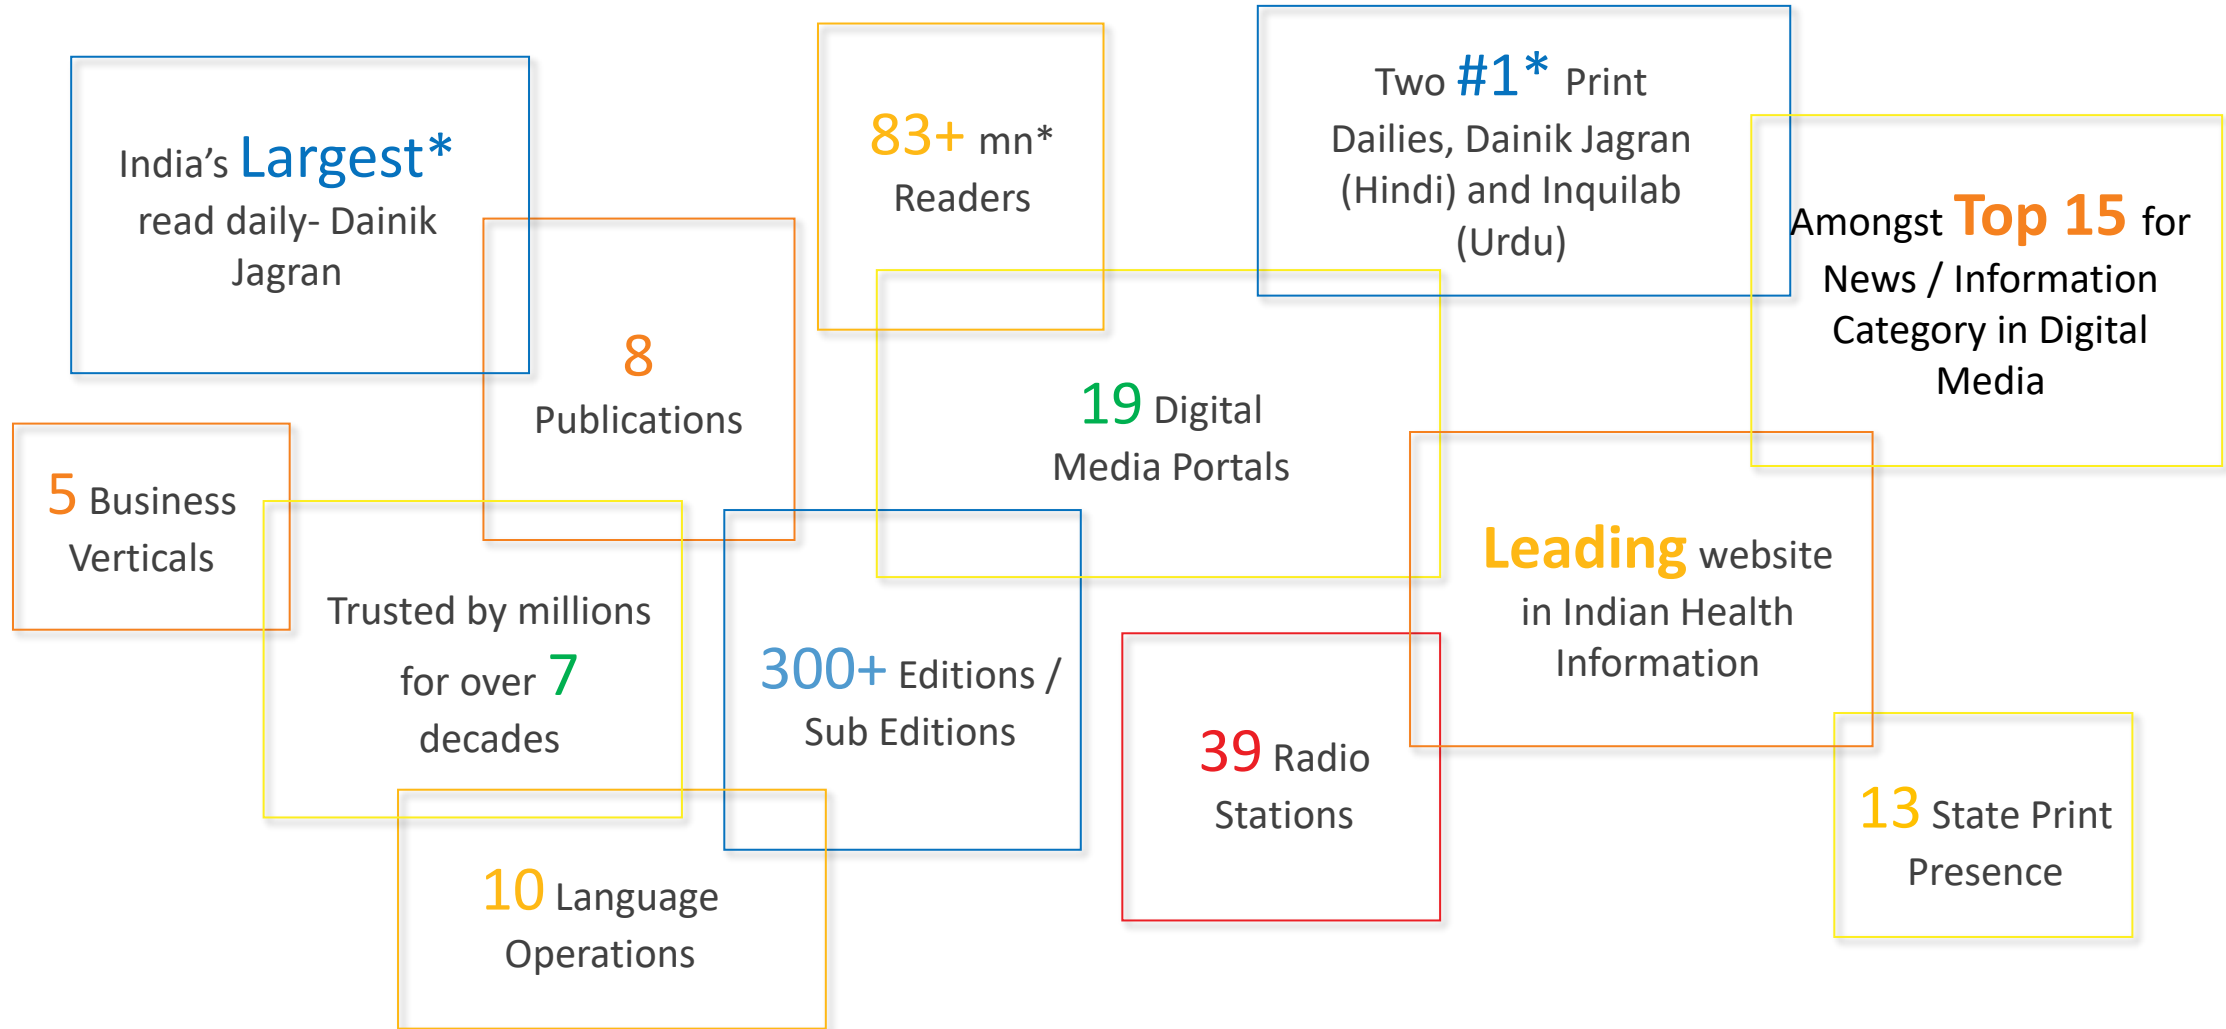 India’s Largest*
read daily- Dainik
Jagran
83+ mn*
Readers
Two #1* Print
Dailies, Dainik Jagran
(Hindi) and Inquilab
(Urdu)
Amongst Top 15 for
News / Information
Category in Digital
Media
8
Publications
19 Digital
Media Portals
5 Business
Verticals
Trusted by millions
for over 7
decades
300+ Editions /
Sub Editions
Leading website
in Indian Health
Information
39 Radio
Stations
13 State Print
Presence
10 Language
Operations